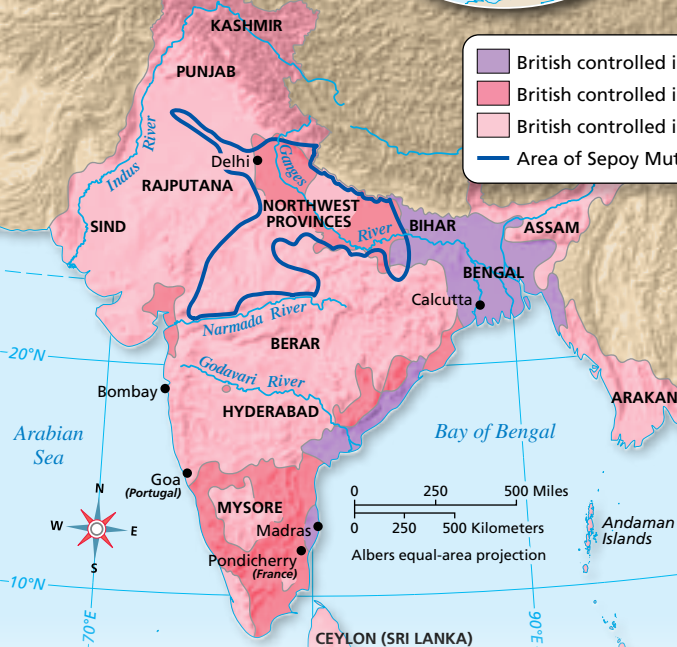 KASHMIR
PUNJAB
British controlled i
British controlled i
British controlled i
Area of Sepoy Mut
Indus River
Delhi
Ganges
RAJPUTANA
NORTHWEST
PROVINCES
River
SIND
BIHAR
ASSAM
BENGAL
Calcutta
Narmada River
20°N
BERAR
Godavari River
Bombay
HYDERABAD
ARAKAN
Arabian
Sea
Bay of Bengal
Goa
(Portugal)
N
W
E
S
MYSORE
Madras
0 250 500 Miles
0 250 500 Kilometers
Albers equal-area projection
Andaman
Islands
Pondicherry
(France)
10°N
70°E
90°E
CEYLON (SRI LANKA)